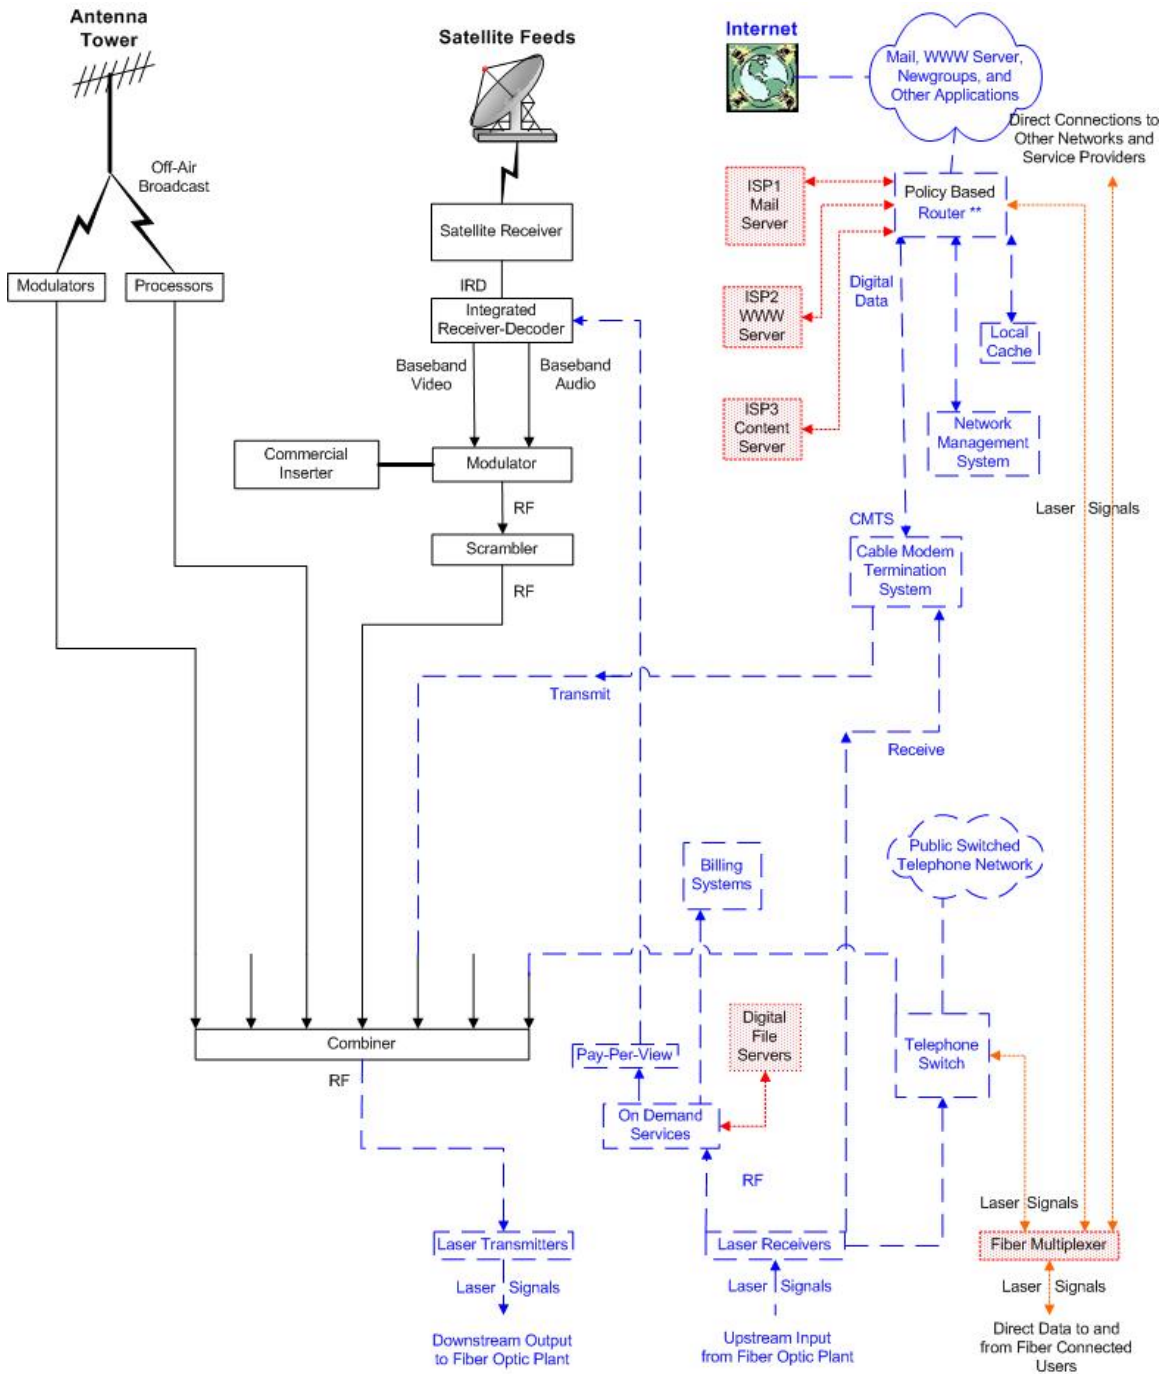 Antenna
Tower
Satellite Feeds
Internet
Mail, WWW Server,
Newgroups, and
Other Applications
Direct Connections to
Other Networks and
Service Providers
Off-Air
Broadcast
ISP1
Mail
Server
Policy Based
Router **
Satellite Receiver
Modulators
Processors
IRD
Integrated
Receiver-Decoder
Digital
Data
ISP2
WWW
Server
Local
Cache
Baseband
Video
Baseband
Audio
ISP3
Content
Server
Network
Management
System
Commercial
Inserter
Modulator
RF
Laser Signals
CMTS
Scrambler
Cable Modem
Termination
System
RF
Transmit
Receive
Public Switched
Telephone Network
Billing
Systems
Digital
File
Servers
Combiner
Pay-Per-View
Telephone
Switch
RF
On Demand
Services
RF
Laser Signals
Laser Transmitters
Laser Receivers
Fiber Multiplexer
Laser Signals
Laser Signals
Laser Signals
Downstream Output
to Fiber Optic Plant
Upstream Input
from Fiber Optic Plant
Direct Data to and
from Fiber Connected
Users